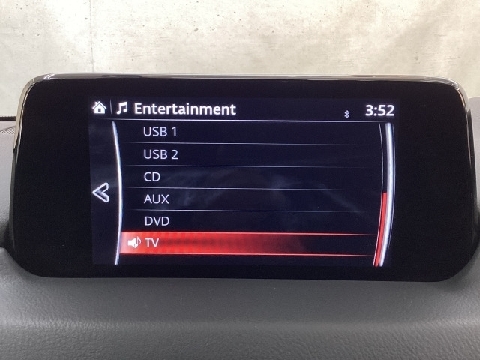 Entertainment 3:52
USB 1
USB 2
CD
AUX
DVD
TV